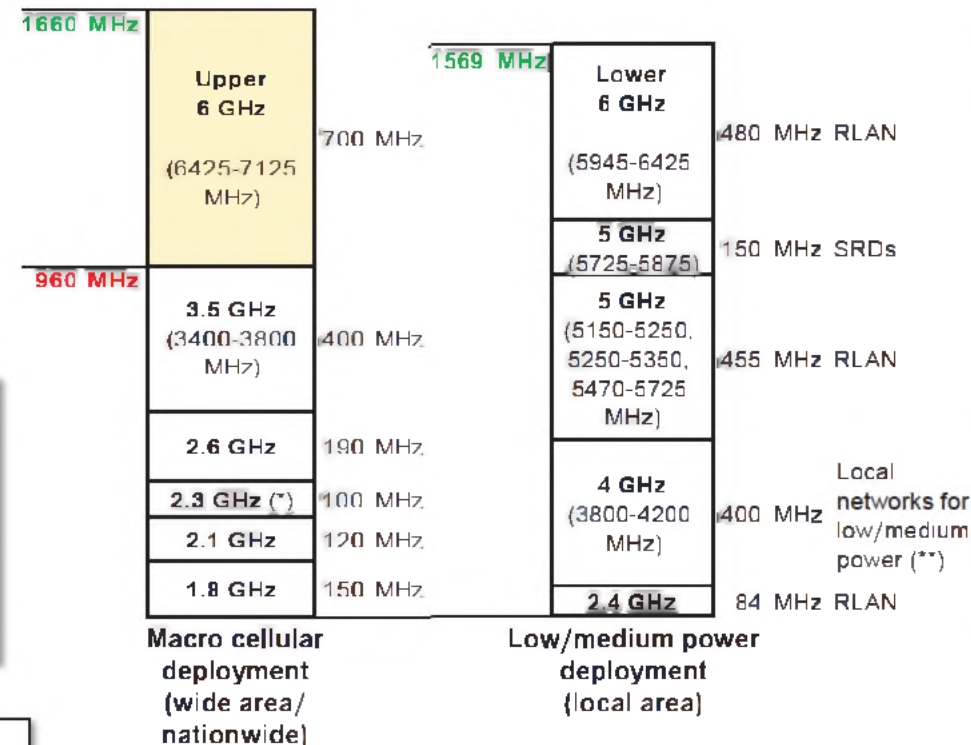 1660 MHz
Upper
6 GHz
(6425-7125
MHz)
700 MHz
960 MHz
3.5 GHz
(3400-3800
MHz)
400 MHz
2.6 GHz
190 MHz
2.3 GHz (*)
100 MHz
2.1 GHz
120 MHz
1.8 GHz
150 MHz
Macro cellular
deployment
(wide area/
nationwide)
1569 MHz
Lower
6 GHz
(5945-6425
MHz)
480 MHz RLAN
5 GHz
(5725-5875)
150 MHz SRDs
5 GHz
(5150-5250,
5250-5350,
5470-5725
MHz)
455 MHz RLAN
4 GHz
(3800-4200
MHz)
400 MHz
Local
networks for
low/medium
power (**)
2.4 GHz
84 MHz RLAN
Low/medium power
deployment
(local area)